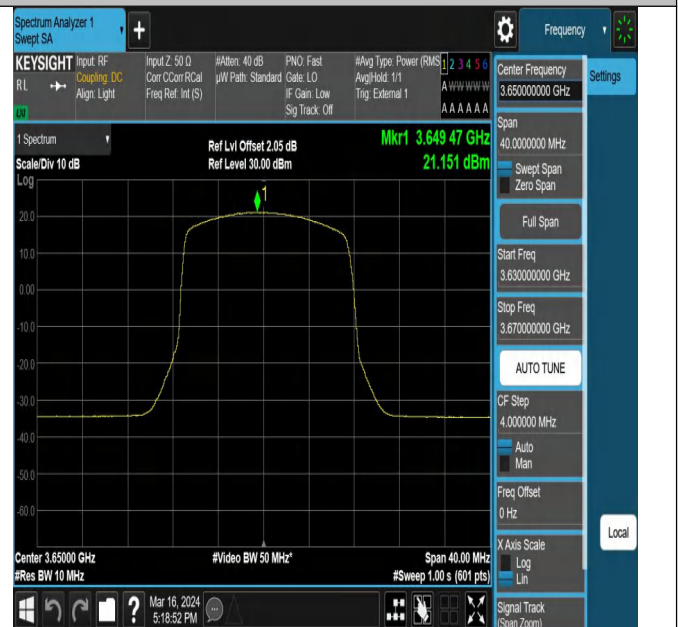 Spectrum Analyzer 1
Swept SA
+
Frequency
KEYSIGHT
RL
LXI
Input: RF
Coupling: DC
Align: Light
Input Z: 50 Ω
Corr CCorr RCal
Freq Ref: Int (S)
#Atten: 40 dB
µW Path: Standard
PNO: Fast
Gate: LO
IF Gain: Low
Sig Track: Off
#Avg Type: Power (RMS
Avg|Hold: 1/1
Trig: External 1
1 2 3 4 5 6
A W W W W W
A A A A A A
1 Spectrum
Scale/Div 10 dB
Ref Lvl Offset 2.05 dB
Ref Level 30.00 dBm
Mkr1 3.649 47 GHz
21.151 dBm
Log
1
20.0
10.0
0.00
-10.0
-20.0
-30.0
-40.0
-50.0
-60.0
Center 3.65000 GHz
#Res BW 10 MHz
#Video BW 50 MHz*
Span 40.00 MHz
#Sweep 1.00 s (601 pts)
Mar 16, 2024
5:18:52 PM
?
Center Frequency
3.650000000 GHz
Settings
Span
40.0000000 MHz
Swept Span
Zero Span
Full Span
Start Freq
3.630000000 GHz
Stop Freq
3.670000000 GHz
AUTO TUNE
CF Step
4.000000 MHz
Auto
Man
Freq Offset
0 Hz
X Axis Scale
Log
Lin
Local
Signal Track
(Span Zoom)